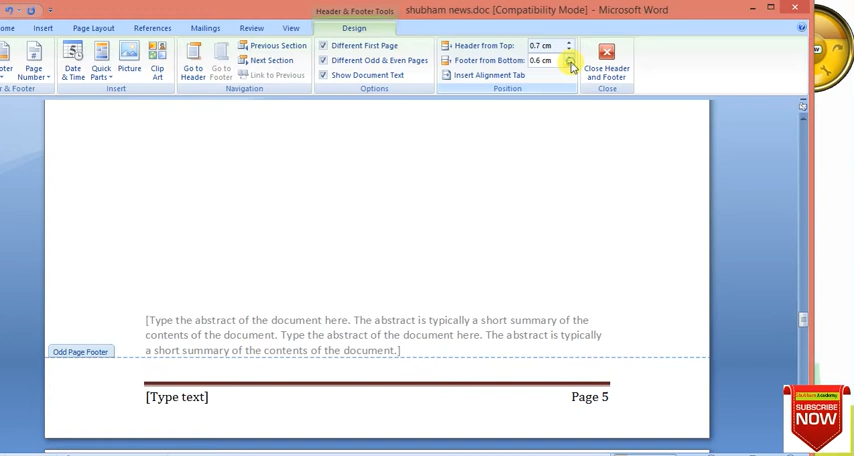 Header & Footer Tools
shubham news.doc [Compatibility Mode] - Microsoft Word
Insert
Page Layout
References
Mailings
Review
View
Design
Page
Number
Date
& Time
Quick
Parts
Picture
Clip
Art
Insert
Go to
Header
Go to
Footer
Previous Section
Next Section
Link to Previous
Navigation
Different First Page
Different Odd & Even Pages
Show Document Text
Options
Header from Top: 0.7 cm
Footer from Bottom: 0.6 cm
Insert Alignment Tab
Position
Close Header
and Footer
Close
[Type the abstract of the document here. The abstract is typically a short summary of the
contents of the document. Type the abstract of the document here. The abstract is typically
a short summary of the contents of the document.]
Odd Page Footer
[Type text] Page 5
SUBSCRIBE
NOW